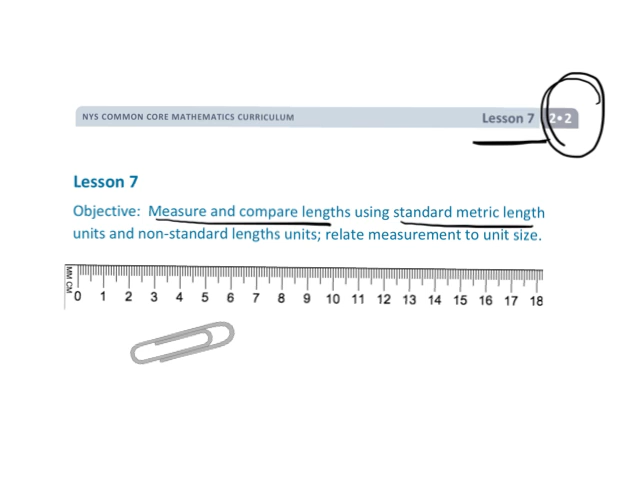 NYS COMMON CORE MATHEMATICS CURRICULUM Lesson 7 2•2
Lesson 7
Objective: Measure and compare lengths using standard metric length
units and non-standard lengths units; relate measurement to unit size.
MM CM
0 1 2 3 4 5 6 7 8 9 10 11 12 13 14 15 16 17 18